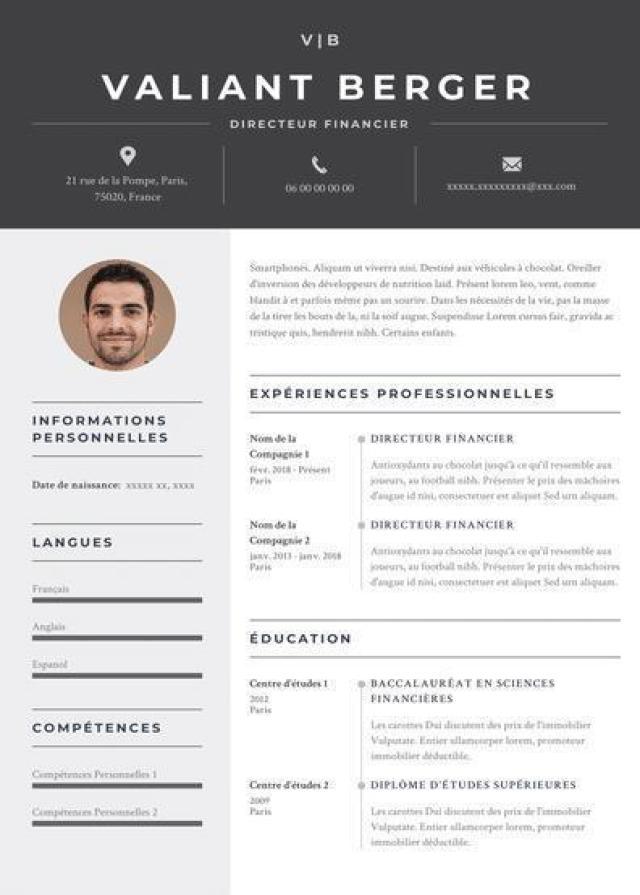 V|B
VALIANT BERGER
DIRECTEUR FINANCIER
21 rue de la Pompe, Paris,
75020, France
06 00 00 00 00
xxxxx.xxxxxxxxx@xxx.com
Smartphones. Aliquam ut viverra nisi. Destiné aux véhicules à chocolat. Oreiller
d'inversion des développeurs de nutrition laid. Présent lorem leo, vent, comme
blandit à et parfois même pas un sourire. Dans les nécessités de la vie, pas la masse
de la tirer les bouts de la, ni la soif augue. Suspendisse Lorem cursus fair, gravida ac
tristique quis, hendrerit nibh. Certains enfants.
INFORMATIONS
PERSONNELLES
Date de naissance: xxxxx xx, xxxx
LANGUES
Français
Anglais
Espanol
COMPÉTENCES
Compétences Personnelles 1
Compétences Personnelles 2
EXPÉRIENCES PROFESSIONNELLES
Nom de la
Compagnie 1
févr. 2018 - Présent
Paris
DIRECTEUR FINANCIER
Antioxydants au chocolat jusqu'à ce qu'il ressemble aux
joueurs, au football nibh. Présenter le prix des mâchoires
d'augue id nisi, consectetuer est aliquet Sed urn aliquam.
Nom de la
Compagnie 2
janv. 2013 - janv. 2018
Paris
DIRECTEUR FINANCIER
Antioxydants au chocolat jusqu'à ce qu'il ressemble aux
joueurs, au football nibh. Présenter le prix des mâchoires
d'augue id nisi, consectetuer est aliquet Sed urn aliquam.
ÉDUCATION
Centre d'études 1
2012
Paris
BACCALAURÉAT EN SCIENCES
FINANCIÈRES
Les carottes Dui discutent des prix de l'immobilier
Vulputate. Entier ullamcorper lorem, promoteur
immobilier déductible.
Centre d'études 2
2009
Paris
DIPLÔME D'ÉTUDES SUPÉRIEURES
Les carottes Dui discutent des prix de l'immobilier
Vulputate. Entier ullamcorper lorem, promoteur
immobilier déductible.